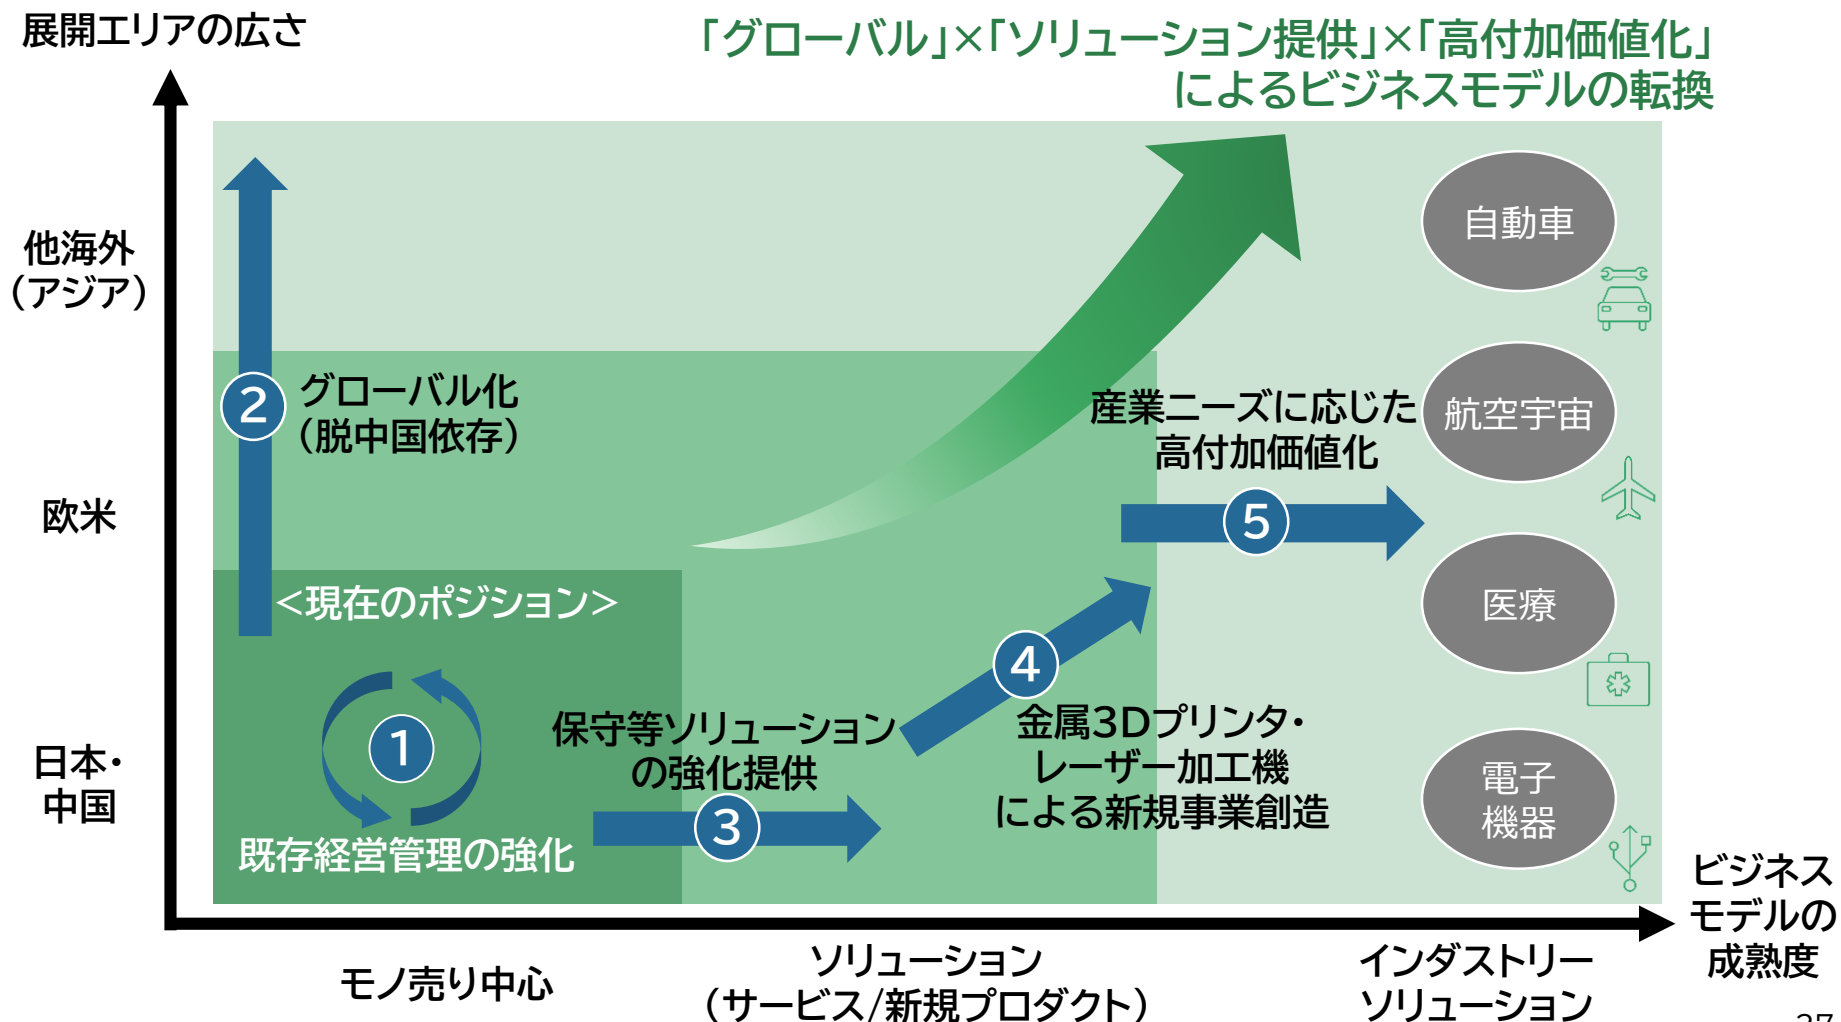 展開エリアの広さ
「グローバル」×「ソリューション提供」×「高付加価値化」
によるビジネスモデルの転換
他海外
（アジア）
欧米
日本・
中国
2
グローバル化
（脱中国依存）
<現在のポジション>
1
既存経営管理の強化
保守等ソリューション
の強化提供
3
4
金属3Dプリンタ・
レーザー加工機
による新規事業創造
産業ニーズに応じた
高付加価値化
5
自動車
航空宇宙
医療
電子
機器
ビジネス
モデルの
成熟度
モノ売り中心
ソリューション
（サービス/新規プロダクト）
インダストリー
ソリューション